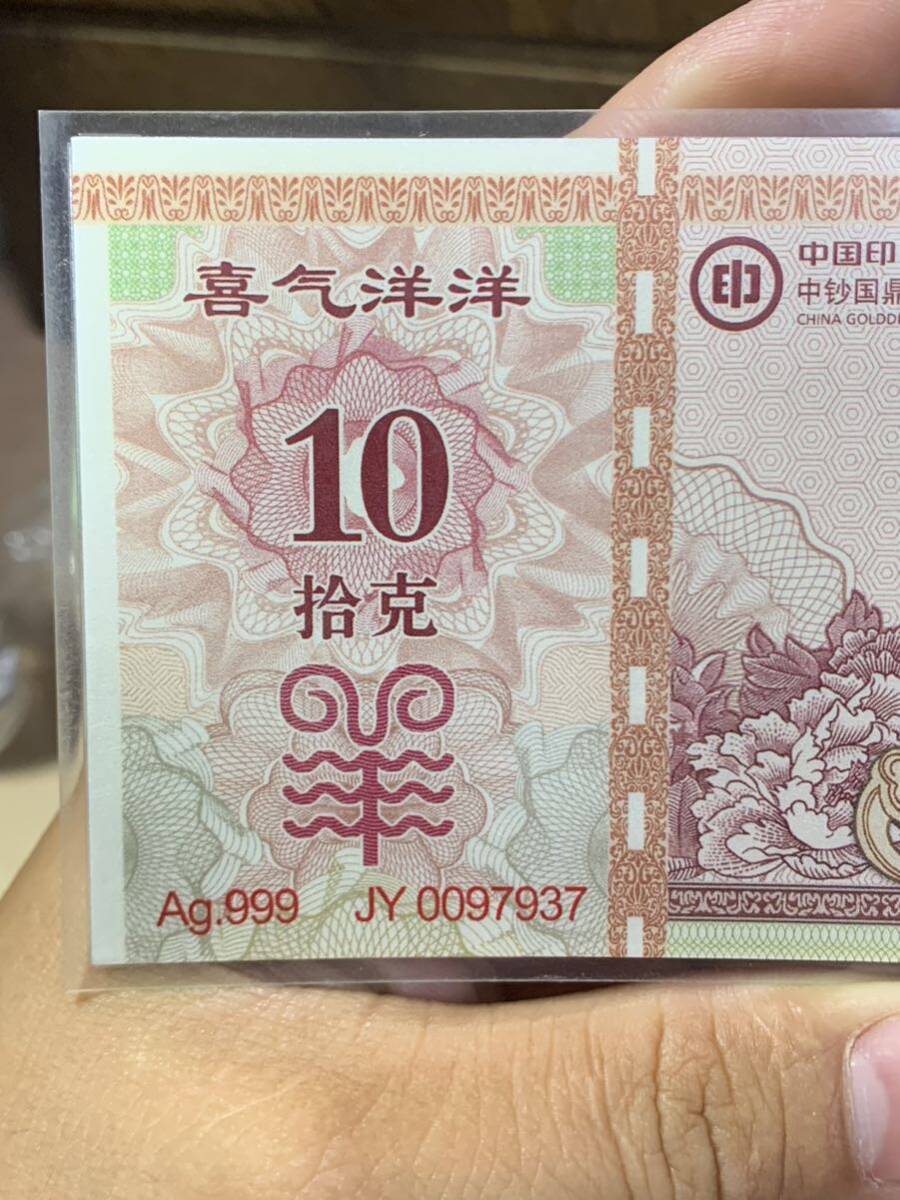 喜气洋洋
10
拾克
Ag.999 JY 0097937
印
中国印
中钞国鼎
CHINA GOLDD